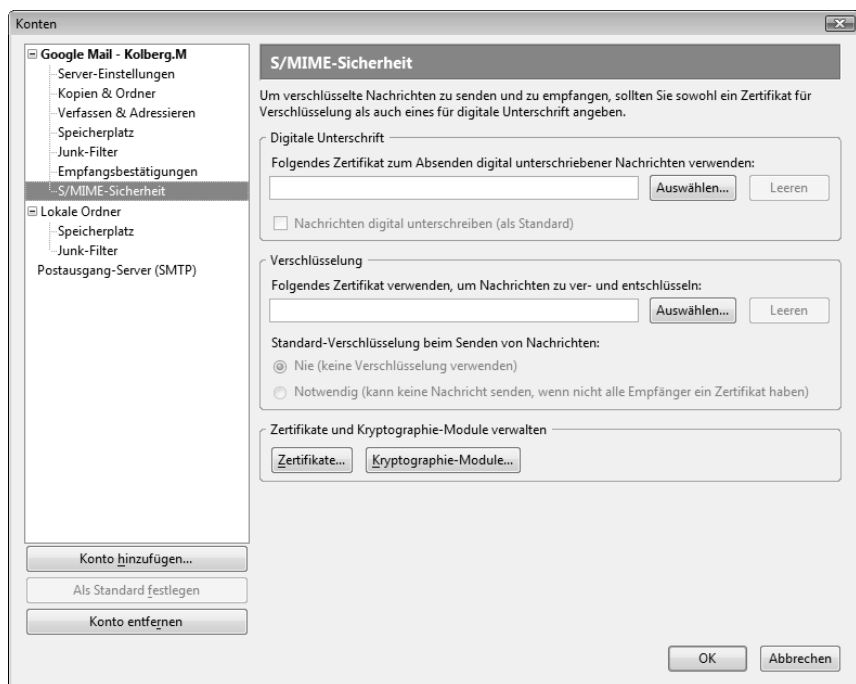 Konten
Google Mail - Kolberg.M
Server-Einstellungen
Kopien & Ordner
Verfassen & Adressieren
Speicherplatz
Junk-Filter
Empfangsbestätigungen
S/MIME-Sicherheit
Lokale Ordner
Speicherplatz
Junk-Filter
Postausgang-Server (SMTP)
Konto hinzufügen...
Als Standard festlegen
Konto entfernen
S/MIME-Sicherheit
Um verschlüsselte Nachrichten zu senden und zu empfangen, sollten Sie sowohl ein Zertifikat für
Verschlüsselung als auch eines für digitale Unterschrift angeben.
Digitale Unterschrift
Folgendes Zertifikat zum Absenden digital unterschriebener Nachrichten verwenden:
Auswählen... Leeren
Nachrichten digital unterschreiben (als Standard)
Verschlüsselung
Folgendes Zertifikat verwenden, um Nachrichten zu ver- und entschlüsseln:
Auswählen... Leeren
Standard-Verschlüsselung beim Senden von Nachrichten:
Nie (keine Verschlüsselung verwenden)
Notwendig (kann keine Nachricht senden, wenn nicht alle Empfänger ein Zertifikat haben)
Zertifikate und Kryptographie-Module verwalten
Zertifikate... Kryptographie-Module...
OK Abbrechen